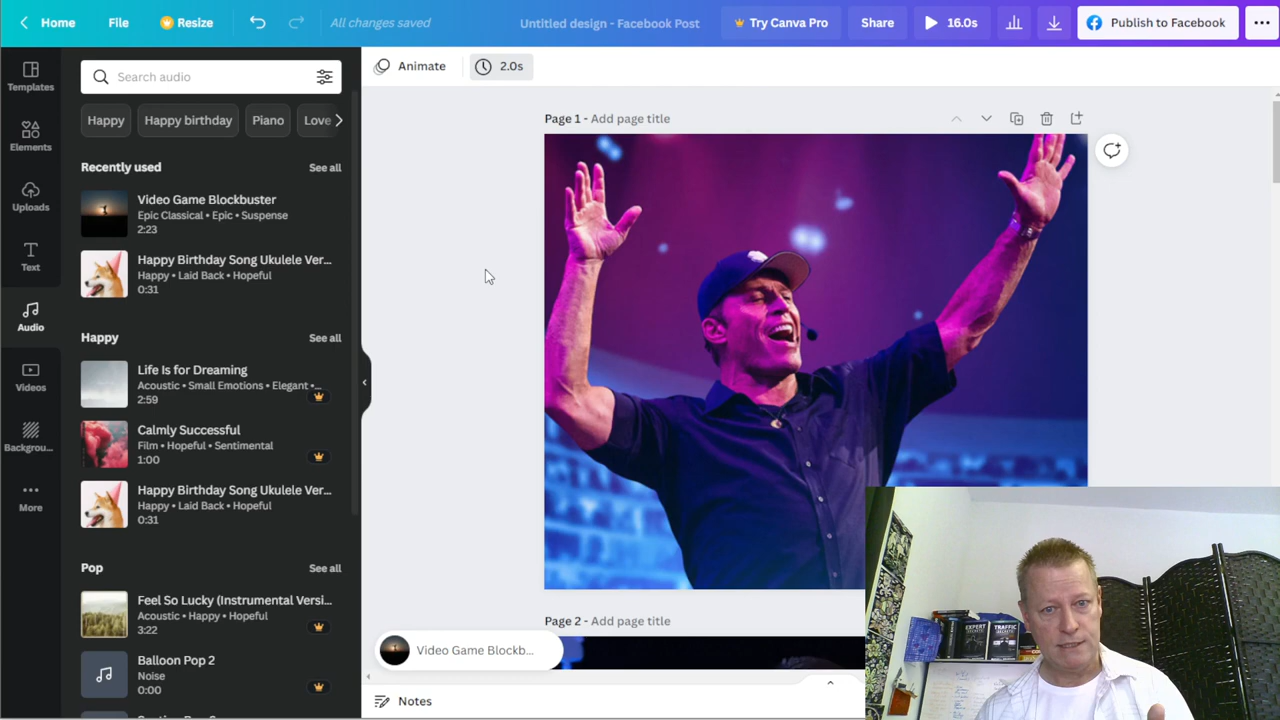 Home
File
Resize
All changes saved
Untitled design - Facebook Post
Try Canva Pro
Share
16.0s
Publish to Facebook
Templates
Elements
Uploads
Text
Audio
Videos
Backgrou...
More
Search audio
Happy
Happy birthday
Piano
Love
Recently used
See all
Video Game Blockbuster
Epic Classical • Epic • Suspense
2:23
Happy Birthday Song Ukulele Ver...
Happy • Laid Back • Hopeful
0:31
Happy
See all
Life Is for Dreaming
Acoustic • Small Emotions • Elegant •...
2:59
Calmly Successful
Film • Hopeful • Sentimental
1:00
Happy Birthday Song Ukulele Ver...
Happy • Laid Back • Hopeful
0:31
Pop
See all
Feel So Lucky (Instrumental Versi...
Acoustic • Happy • Hopeful
3:22
Balloon Pop 2
Noise
0:00
Animate
2.0s
Page 1 - Add page title
Page 2 - Add page title
Video Game Blockb...
Notes
EXPERT
SECRETS
TRAFFIC
SECRETS